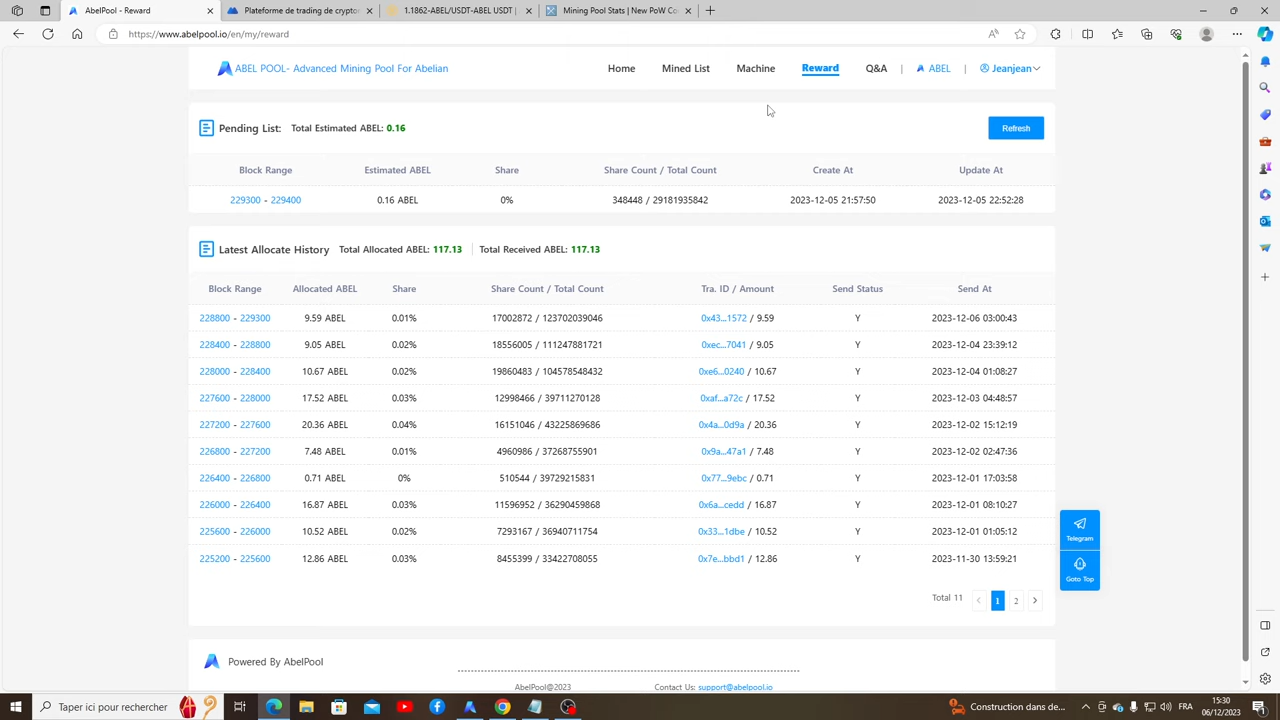 AbelPool - Reward
Plateforme de trading de crypto
1.1862-ABEL/USDT-ABEL USDT |
Mining Pool Stats | New PoW Co
https://www.abelpool.io/en/my/reward
ABEL POOL- Advanced Mining Pool For Abelian
Home Mined List Machine Reward Q&A | ABEL | Jeanjean
Pending List: Total Estimated ABEL: 0.16 Refresh
Block Range Estimated ABEL Share Share Count / Total Count Create At Update At
229300 - 229400 0.16 ABEL 0% 348448 / 29181935842 2023-12-05 21:57:50 2023-12-05 22:52:28
Latest Allocate History Total Allocated ABEL: 117.13 Total Received ABEL: 117.13
Block Range Allocated ABEL Share Share Count / Total Count Tra. ID / Amount Send Status Send At
228800 - 229300 9.59 ABEL 0.01% 17002872 / 123702039046 0x43...1572 / 9.59 Y 2023-12-06 03:00:43
228400 - 228800 9.05 ABEL 0.02% 18556005 / 111247881721 0xec...7041 / 9.05 Y 2023-12-04 23:39:12
228000 - 228400 10.67 ABEL 0.02% 19860483 / 104578548432 0xe6...0240 / 10.67 Y 2023-12-04 01:08:27
227600 - 228000 17.52 ABEL 0.03% 12998466 / 39711270128 0xaf...a72c / 17.52 Y 2023-12-03 04:48:57
227200 - 227600 20.36 ABEL 0.04% 16151046 / 43225869686 0x4a...0d9a / 20.36 Y 2023-12-02 15:12:19
226800 - 227200 7.48 ABEL 0.01% 4960986 / 37268755901 0x9a...47a1 / 7.48 Y 2023-12-02 02:47:36
226400 - 226800 0.71 ABEL 0% 510544 / 39729215831 0x77...9ebc / 0.71 Y 2023-12-01 17:03:58
226000 - 226400 16.87 ABEL 0.03% 11596952 / 36290459868 0x6a...cedd / 16.87 Y 2023-12-01 08:10:27
225600 - 226000 10.52 ABEL 0.02% 7293167 / 36940711754 0x33...1dbe / 10.52 Y 2023-12-01 01:05:12
225200 - 225600 12.86 ABEL 0.03% 8455399 / 33422708055 0x7e...bbd1 / 12.86 Y 2023-11-30 13:59:21
Telegram
Goto Top
Total 11 < 1 2 >
Powered By AbelPool
AbelPool@2023 Contact Us: support@abelpool.io
Taper ici pour rechercher
Construction dans de...
15:30
06/12/2023